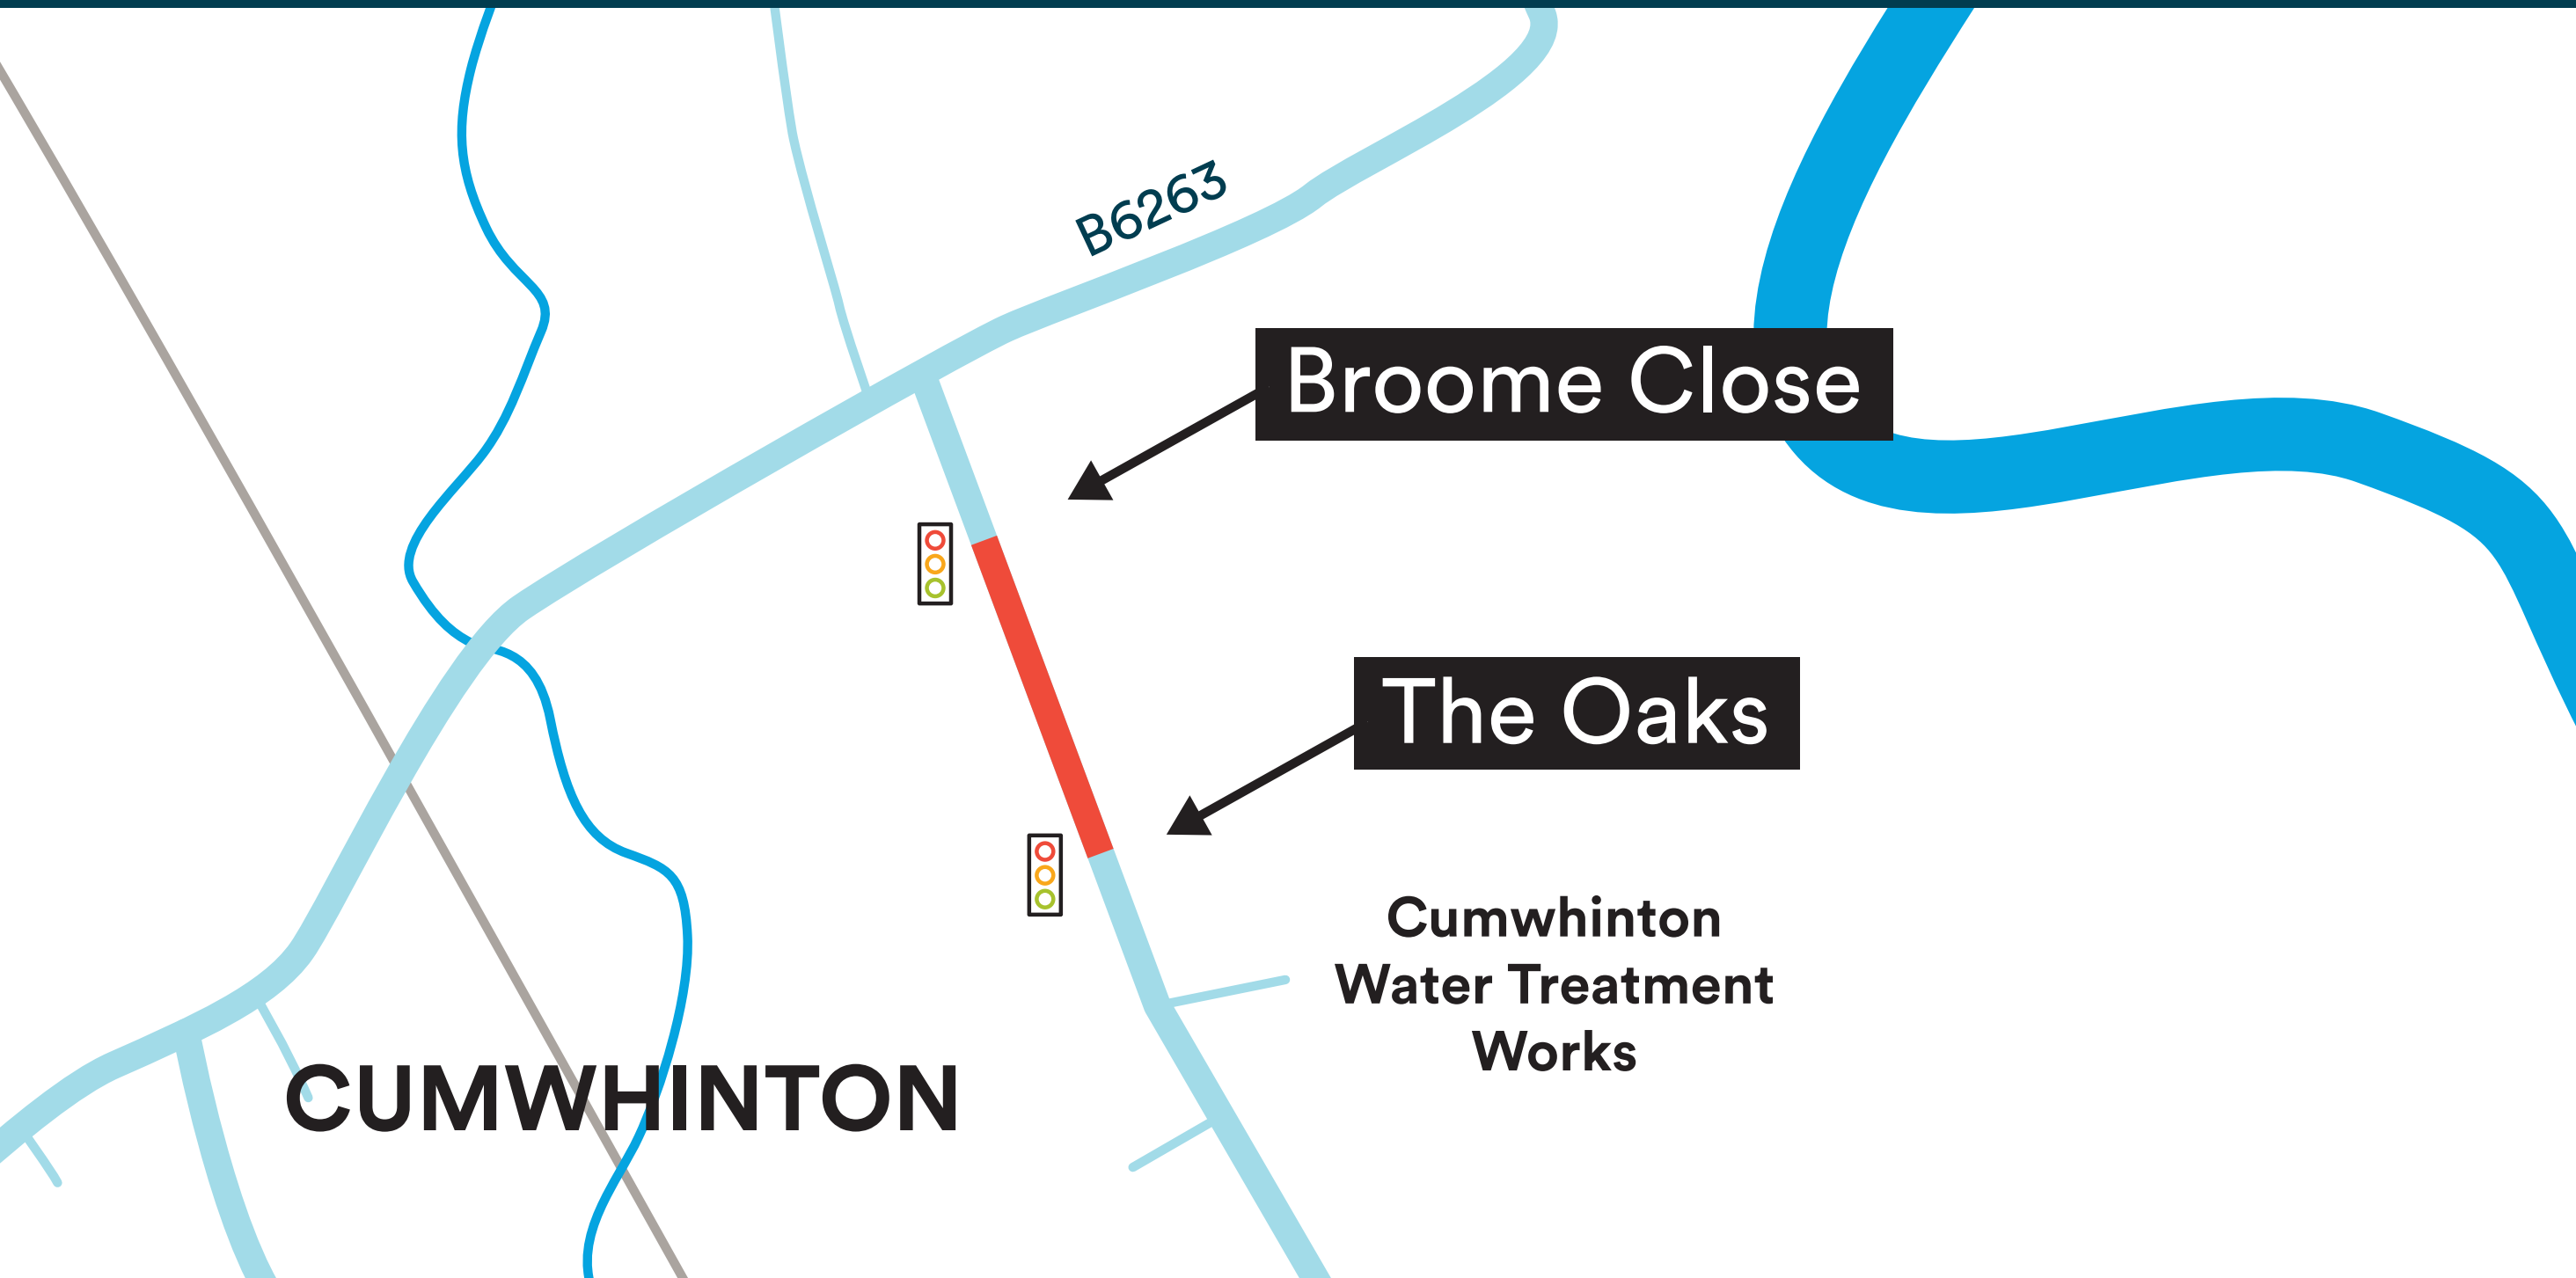 B6263
Broome Close
The Oaks
Cumwhinton
Water Treatment
Works
CUMWHINTON